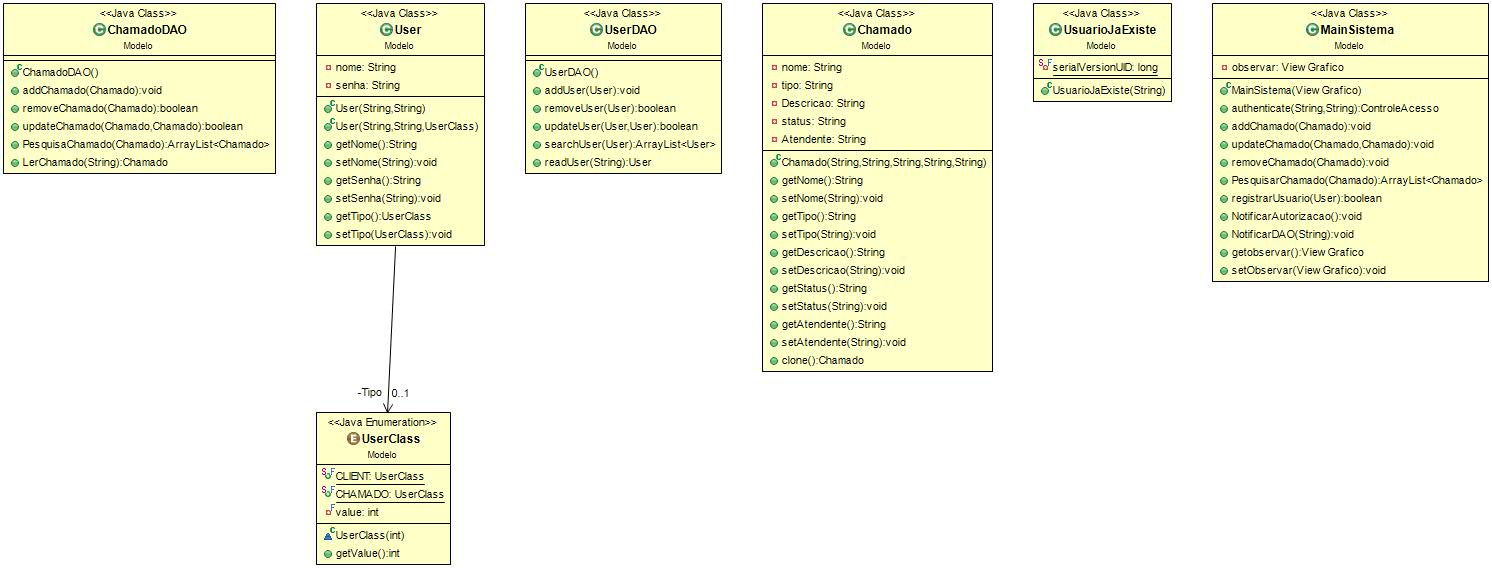 <<Java Class>>
ChamadoDAO
Modelo
ChamadoDAO()
addChamado(Chamado):void
removeChamado(Chamado):boolean
updateChamado(Chamado,Chamado):boolean
PesquisaChamado(Chamado):ArrayList<Chamado>
LerChamado(String):Chamado
<<Java Class>>
User
Modelo
nome: String
senha: String
User(String,String)
User(String,String,UserClass)
getNome():String
setNome(String):void
getSenha():String
setSenha(String):void
getTipo():UserClass
setTipo(UserClass):void
-Tipo 0..1
<<Java Enumeration>>
UserClass
Modelo
CLIENT: UserClass
CHAMADO: UserClass
value: int
UserClass(int)
getValue():int
<<Java Class>>
UserDAO
Modelo
UserDAO()
addUser(User):void
removeUser(User):boolean
updateUser(User,User):boolean
searchUser(User):ArrayList<User>
readUser(String):User
<<Java Class>>
Chamado
Modelo
nome: String
tipo: String
Descricao: String
status: String
Atendente: String
Chamado(String,String,String,String,String)
getNome():String
setNome(String):void
getTipo():String
setTipo(String):void
getDescricao():String
setDescricao(String):void
getStatus():String
setStatus(String):void
getAtendente():String
setAtendente(String):void
clone():Chamado
<<Java Class>>
UsuarioJaExiste
Modelo
serialVersionUID: long
UsuarioJaExiste(String)
<<Java Class>>
MainSistema
Modelo
observar: View Grafico
MainSistema(View Grafico)
authenticate(String,String):ControleAcesso
addChamado(Chamado):void
updateChamado(Chamado,Chamado):void
removeChamado(Chamado):void
PesquisarChamado(Chamado):ArrayList<Chamado>
registrarUsuario(User):boolean
NotificarAutorizacao():void
NotificarDAO(String):void
getobservar():View Grafico
setObservar(View Grafico):void